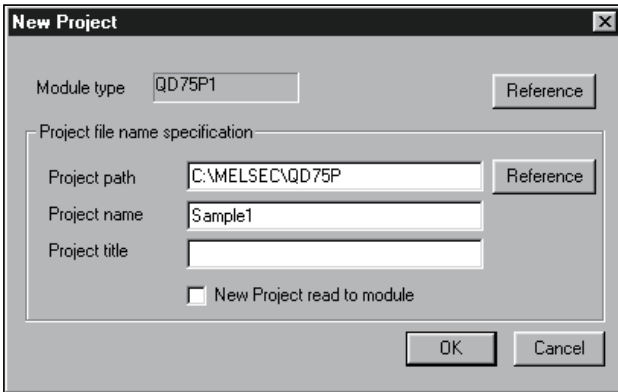 New Project
Module type QD75P1 Reference
Project file name specification
Project path C:\MELSEC\QD75P Reference
Project name Sample1
Project title
New Project read to module
OK Cancel